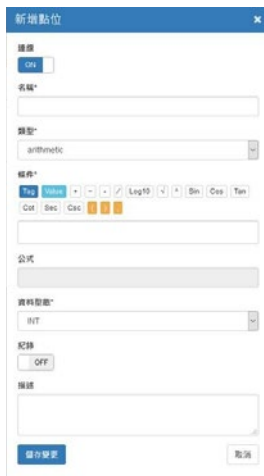 新增點位 ×
連線
ON
名稱*
類型*
arithmetic
條件*
Tag Value + - * / Log10 √ ^ Sin Cos Tan
Cot Sec Csc ( ) ,
公式
資料型態*
INT
紀錄
OFF
描述
儲存變更 取消